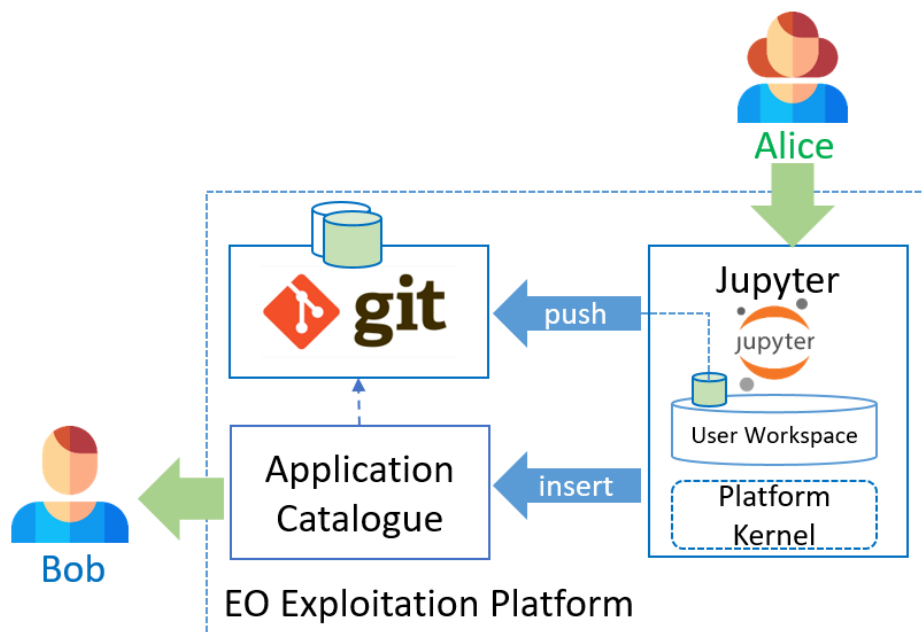 Alice
Jupyter
git
push
jupyter
User Workspace
Application
Catalogue
insert
Platform
Kernel
Bob
EO Exploitation Platform